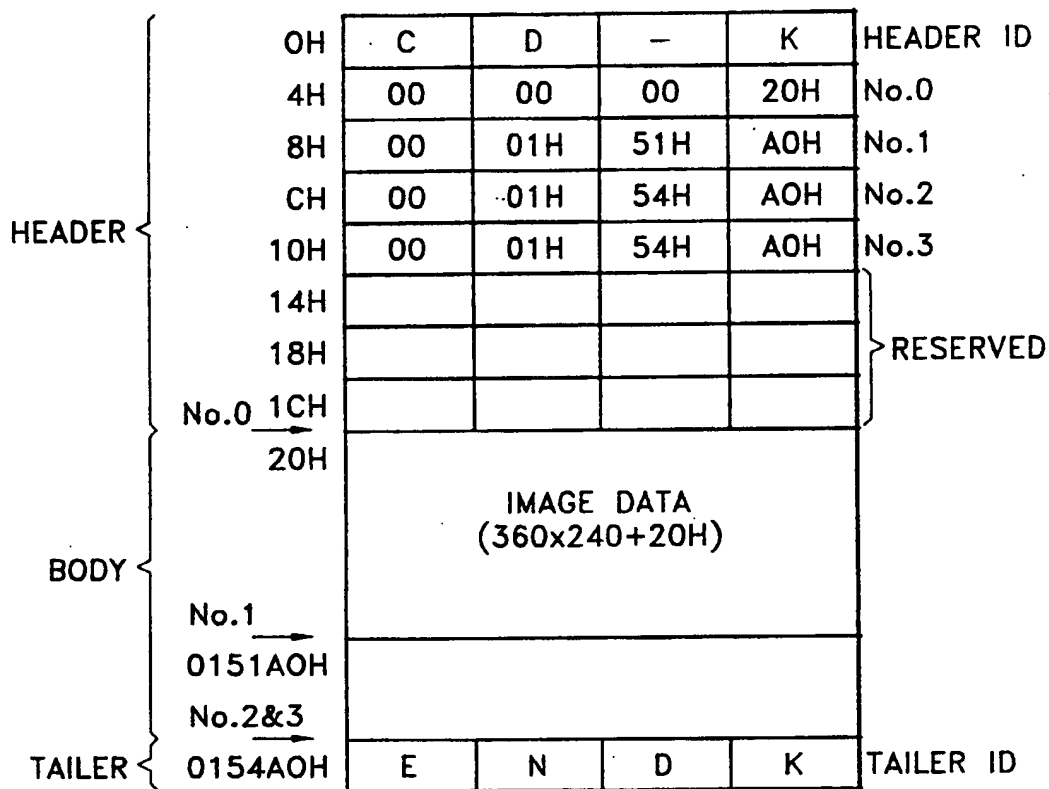 0H C D – K HEADER ID
4H 00 00 00 20H No.0
8H 00 01H 51H A0H No.1
CH 00 01H 54H A0H No.2
HEADER
10H 00 01H 54H A0H No.3
14H
18H
RESERVED
No.0 1CH
20H
IMAGE DATA
(360x240+20H)
BODY
No.1
0151A0H
No.2&3
TAILER 0154A0H E N D K TAILER ID